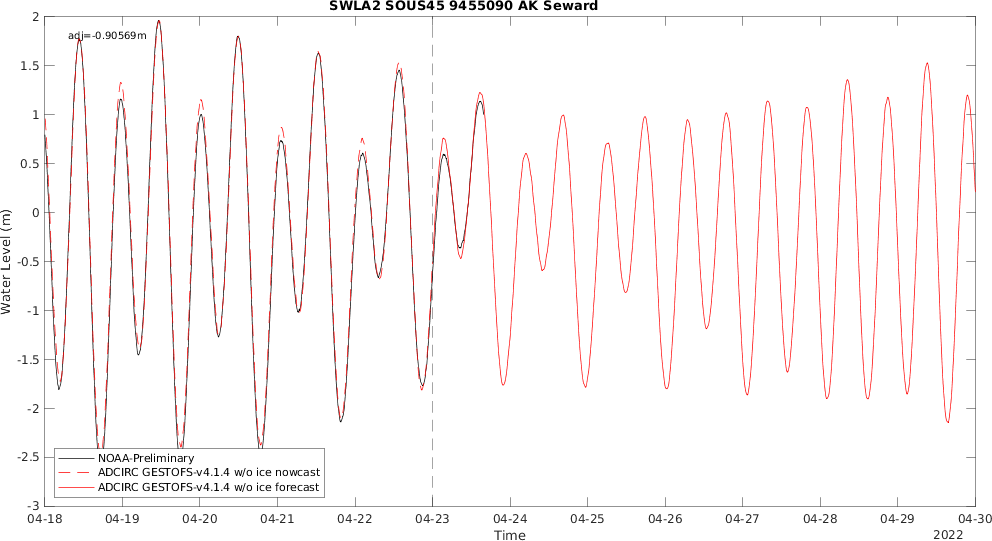 SWLA2 SOUS45 9455090 AK Seward
adj=-0.90569m
2
1.5
1
0.5
0
-0.5
-1
-1.5
-2
-2.5
-3
Water Level (m)
NOAA-Preliminary
ADCIRC GESTOFS-v4.1.4 w/o ice nowcast
ADCIRC GESTOFS-v4.1.4 w/o ice forecast
04-18 04-19 04-20 04-21 04-22 04-23 04-24 04-25 04-26 04-27 04-28 04-29 04-30
Time
2022